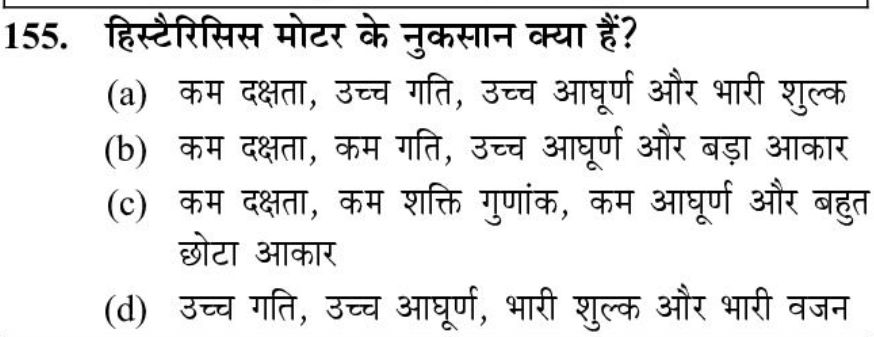 155. हिस्टैरिसिस मोटर के नुकसान क्या हैं?
(a) कम दक्षता, उच्च गति, उच्च आघूर्ण और भारी शुल्क
(b) कम दक्षता, कम गति, उच्च आघूर्ण और बड़ा आकार
(c) कम दक्षता, कम शक्ति गुणांक, कम आघूर्ण और बहुत
छोटा आकार
(d) उच्च गति, उच्च आघूर्ण, भारी शुल्क और भारी वजन